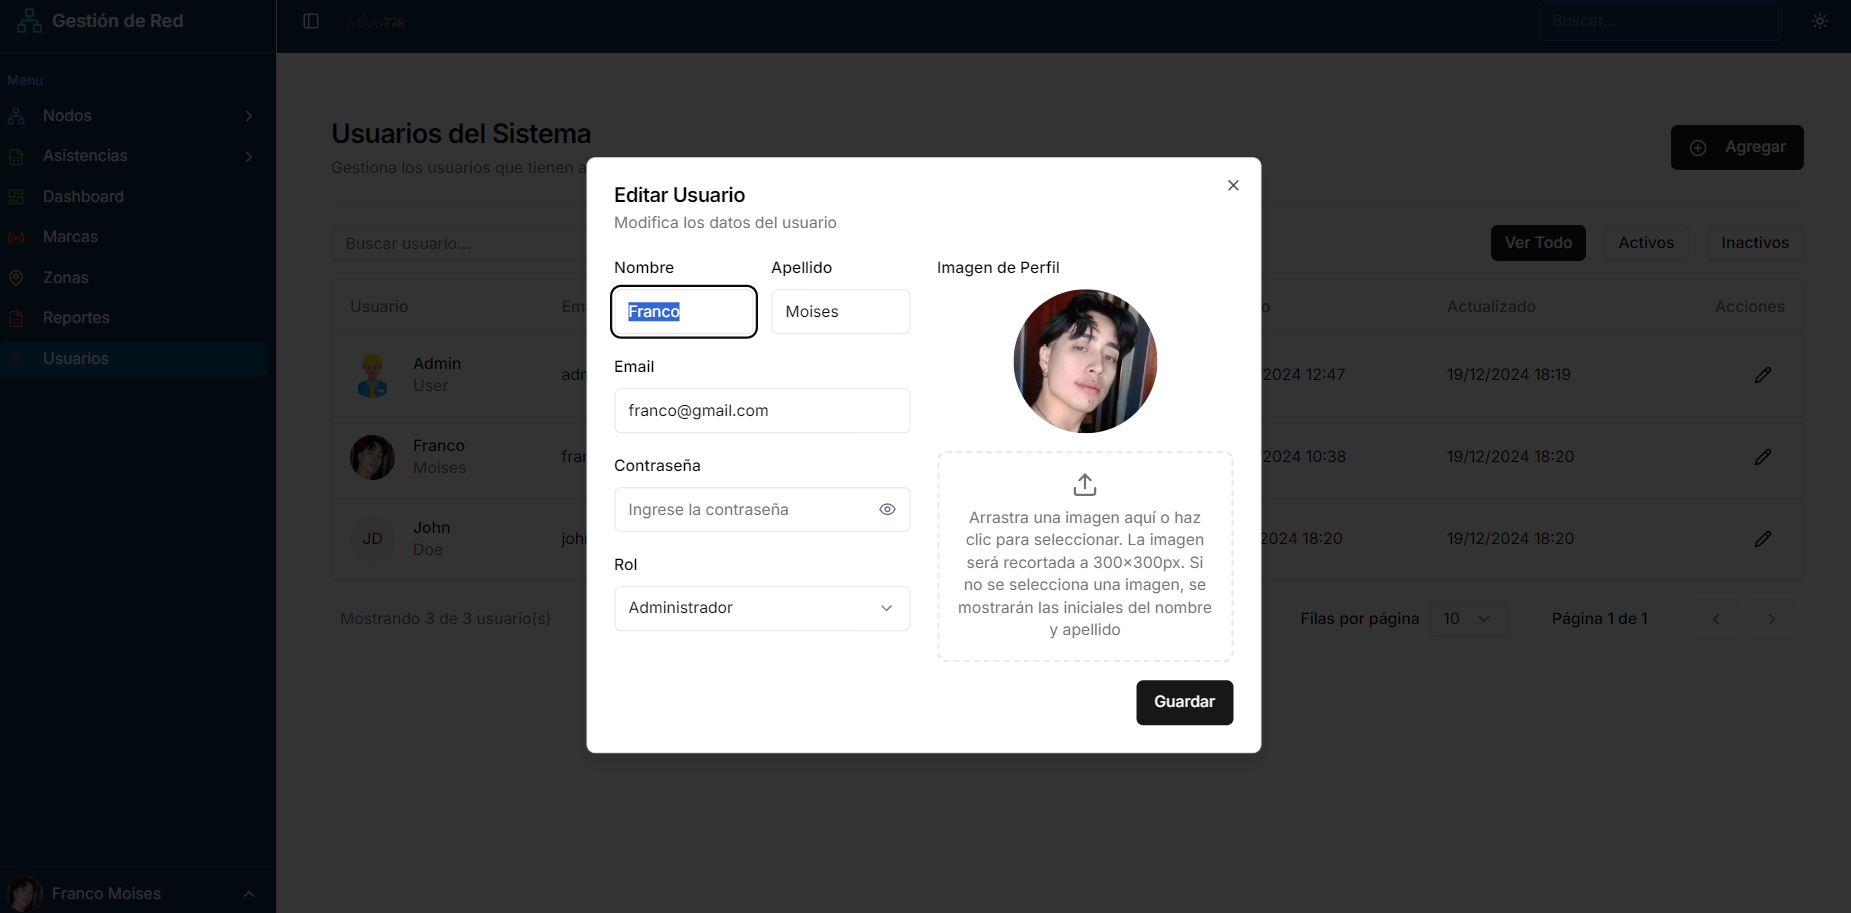 Gestión de Red
MikroTik
Buscar...
Menu
Nodos
Asistencias
Dashboard
Marcas
Zonas
Reportes
Usuarios
Franco Moises
Usuarios del Sistema
Gestiona los usuarios que tienen a
Agregar
Buscar usuario...
Ver Todo
Activos
Inactivos
Usuario
Em
o
Actualizado
Acciones
Admin
User
adm
2024 12:47
19/12/2024 18:19
Franco
Moises
fran
2024 10:38
19/12/2024 18:20
JD
John
Doe
john
2024 18:20
19/12/2024 18:20
Mostrando 3 de 3 usuario(s)
Filas por página
10
Página 1 de 1
Editar Usuario
Modifica los datos del usuario
Nombre
Franco
Apellido
Moises
Email
franco@gmail.com
Contraseña
Ingrese la contraseña
Rol
Administrador
Imagen de Perfil
Arrastra una imagen aquí o haz
clic para seleccionar. La imagen
será recortada a 300x300px. Si
no se selecciona una imagen, se
mostrarán las iniciales del nombre
y apellido
Guardar